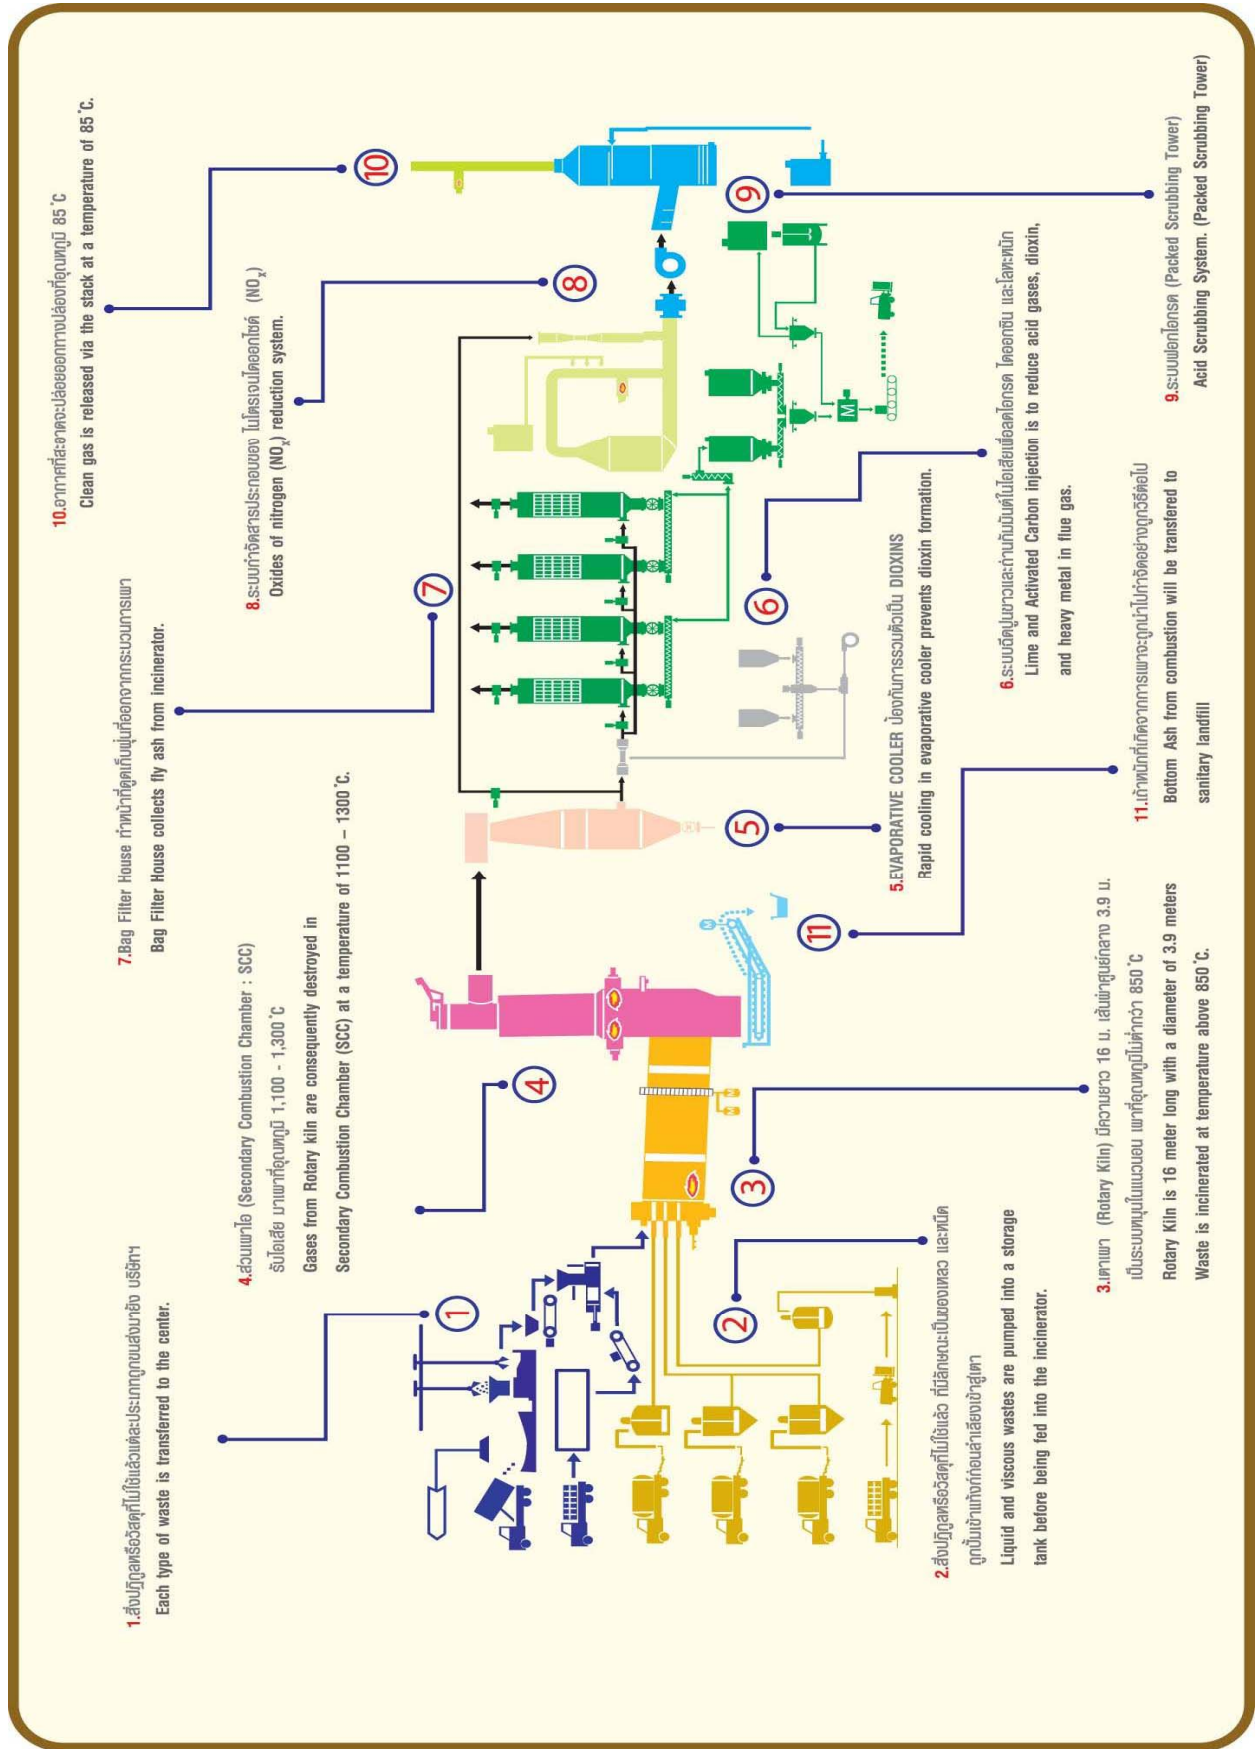 1.สิ่งปฏิกูลหรือวัสดุที่ไม่ใช้แล้วแต่ละประเภทถูกขนส่งมายัง บริษัทฯ
Each type of waste is transferred to the center.
4.ส่วนเผาไอ (Secondary Combustion Chamber : SCC)
รับไอเสีย มาเผาที่อุณหภูมิ 1,100 - 1,300 ํC
Gases from Rotary kiln are consequently destroyed in
Secondary Combustion Chamber (SCC) at a temperature of 1100 – 1300 ํC.
7.Bag Filter House ทำหน้าที่ดูดเก็บฝุ่นที่ออกจากกระบวนการเผา
Bag Filter House collects fly ash from incinerator.
10.อากาศที่สะอาดจะปล่อยออกทางปล่องที่อุณหภูมิ 85 ํC
Clean gas is released via the stack at a temperature of 85 ํC.
8.ระบบกำจัดสารประกอบของ ไนโตรเจนไดออกไซด์ (NOx)
Oxides of nitrogen (NOx) reduction system.
1
4
7
8
10
2
3
11
5
6
9
M
M
M
M
M
2.สิ่งปฏิกูลหรือวัสดุที่ไม่ใช้แล้ว ที่มีลักษณะเป็นของเหลว และหนืด
ถูกปั้มเข้าแท้งก์ก่อนลำเลียงเข้าสู่เตา
Liquid and viscous wastes are pumped into a storage
tank before being fed into the incinerator.
5.EVAPORATIVE COOLER ป้องกันการรวมตัวเป็น DIOXINS
Rapid cooling in evaporative cooler prevents dioxin formation.
6.ระบบฉีดปูนขาวและถ่านกัมมันต์ในไอเสียเพื่อลดไอกรด ไดออกซิน และโลหะหนัก
Lime and Activated Carbon injection is to reduce acid gases, dioxin,
and heavy metal in flue gas.
3.เตาเผา (Rotary Kiln) มีความยาว 16 ม. เส้นผ่าศูนย์กลาง 3.9 ม.
เป็นระบบหมุนในแนวนอน เผาที่อุณหภูมิไม่ต่ำกว่า 850 ํC
Rotary Kiln is 16 meter long with a diameter of 3.9 meters
Waste is incinerated at temperature above 850 ํC.
11.เถ้าหนักที่เกิดจากการเผาจะถูกนำไปกำจัดอย่างถูกวิธีต่อไป
Bottom Ash from combustion will be transfered to
sanitary landfill
9.ระบบฟอกไอกรด (Packed Scrubbing Tower)
Acid Scrubbing System. (Packed Scrubbing Tower)